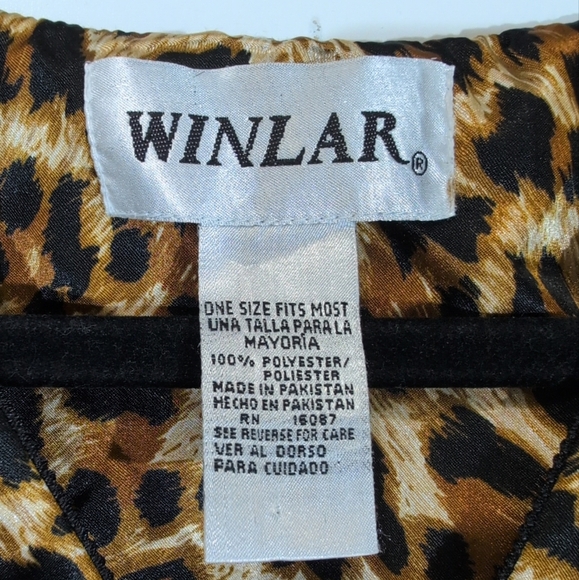 WINLAR®
ONE SIZE FITS MOST
UNA TALLA PARA LA
MAYORÍA
100% POLYESTER/
POLIESTER
MADE IN PAKISTAN
HECHO EN PAKISTAN
RN 16087
SEE REVERSE FOR CARE
VER AL DORSO
PARA CUIDADO